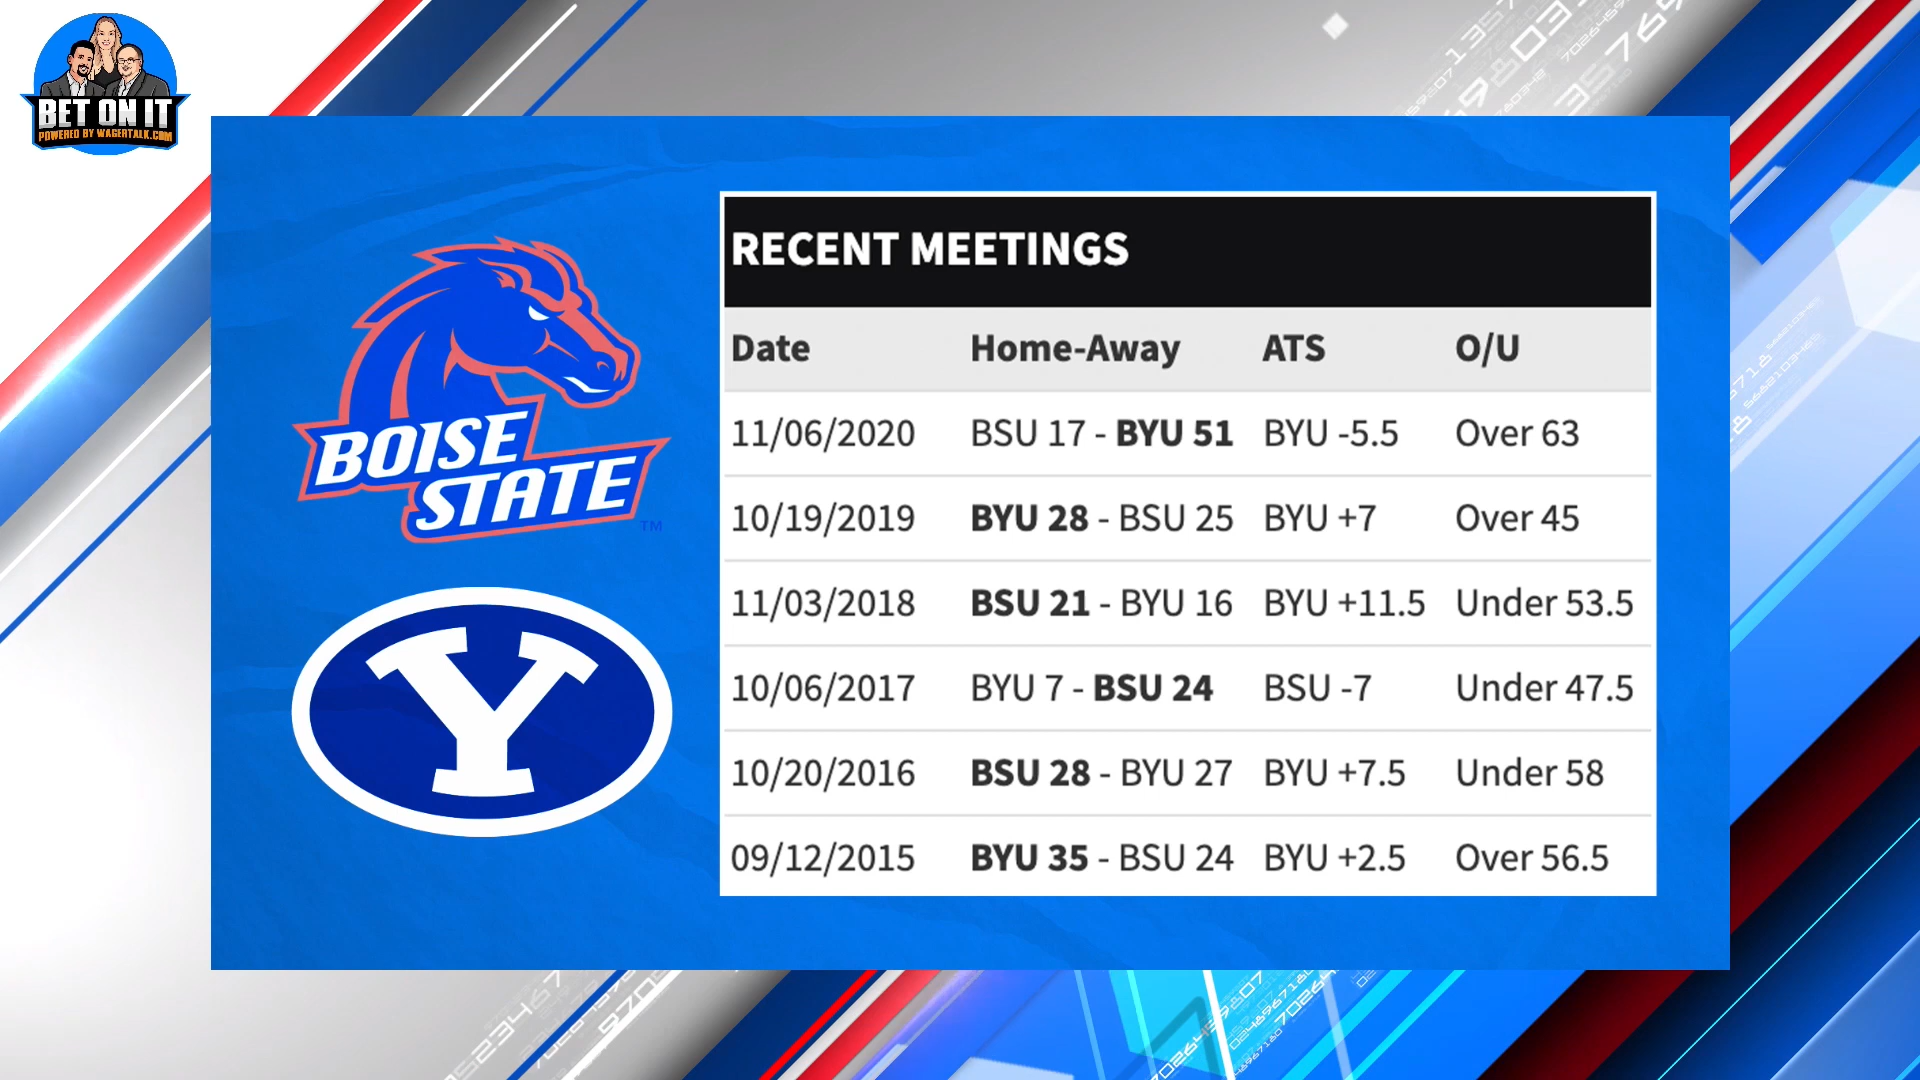 BET ON IT
POWERED BY WAGERTALK.COM
BOISE
STATE
TM
Y
RECENT MEETINGS
Date Home-Away ATS O/U
11/06/2020 BSU 17 - BYU 51 BYU -5.5 Over 63
10/19/2019 BYU 28 - BSU 25 BYU +7 Over 45
11/03/2018 BSU 21 - BYU 16 BYU +11.5 Under 53.5
10/06/2017 BYU 7 - BSU 24 BSU -7 Under 47.5
10/20/2016 BSU 28 - BYU 27 BYU +7.5 Under 58
09/12/2015 BYU 35 - BSU 24 BYU +2.5 Over 56.5